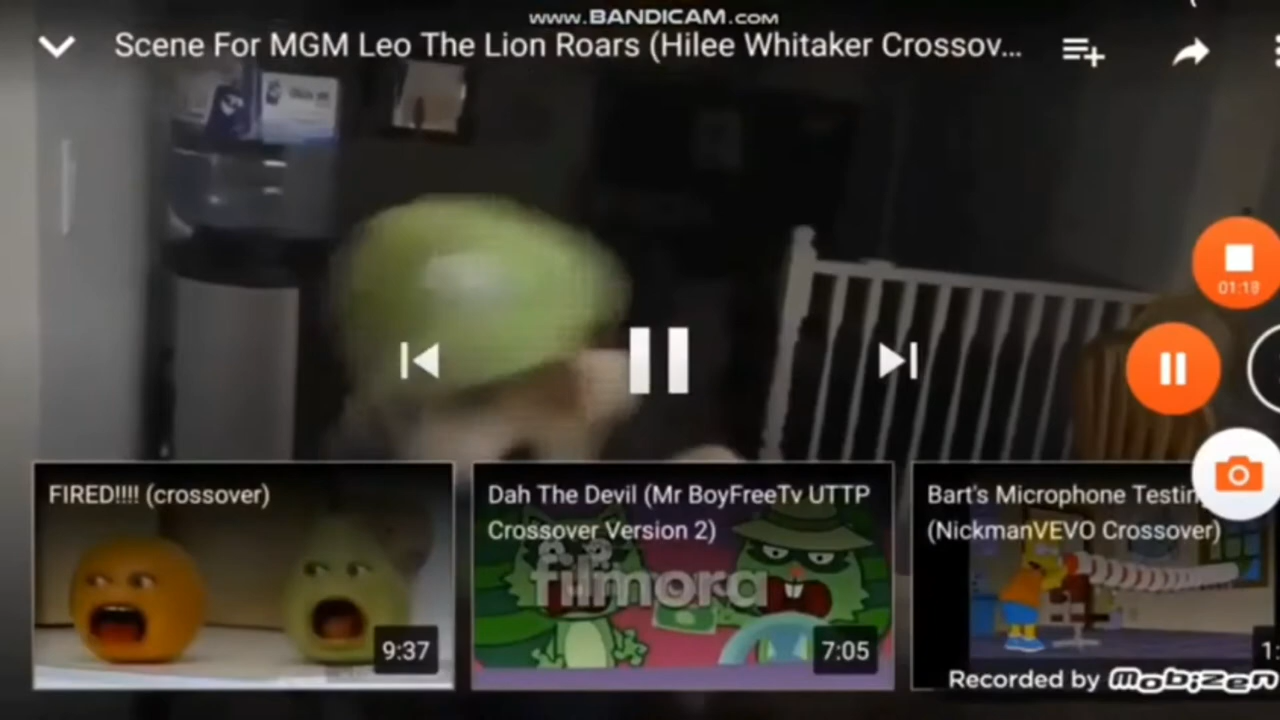 www.BANDICAM.com
Scene For MGM Leo The Lion Roars (Hilee Whitaker Crossov...
01:18
FIRED!!!! (crossover)
9:37
Dah The Devil (Mr BoyFreeTv UTTP
Crossover Version 2)
filmora
7:05
Bart's Microphone Testin
(NickmanVEVO Crossover)
1:
Recorded by mobizen